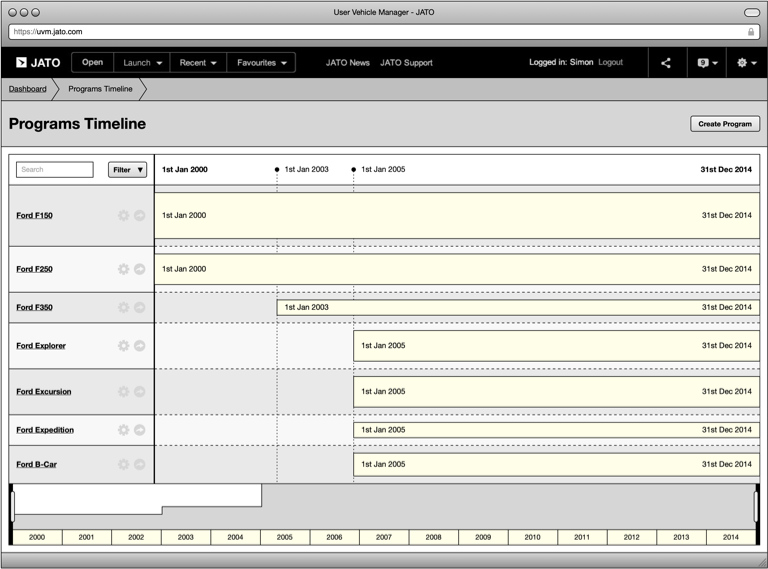 User Vehicle Manager - JATO
https://uvm.jato.com
JATO Open Launch Recent Favourites JATO News JATO Support Logged in: Simon Logout 9
Dashboard Programs Timeline
Programs Timeline Create Program
Search Filter 1st Jan 2000 1st Jan 2003 1st Jan 2005 31st Dec 2014
Ford F150 1st Jan 2000 31st Dec 2014
Ford F250 1st Jan 2000 31st Dec 2014
Ford F350 1st Jan 2003 31st Dec 2014
Ford Explorer 1st Jan 2005 31st Dec 2014
Ford Excursion 1st Jan 2005 31st Dec 2014
Ford Expedition 1st Jan 2005 31st Dec 2014
Ford B-Car 1st Jan 2005 31st Dec 2014
2000 2001 2002 2003 2004 2005 2006 2007 2008 2009 2010 2011 2012 2013 2014